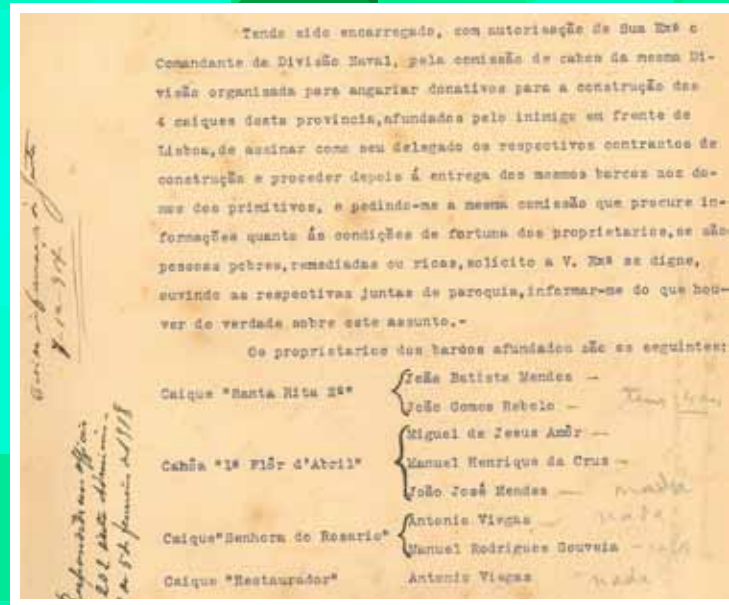 Tendo sido encarregado, com autorisação de Sua Exª o
Comandante da Divisão Naval, pela comissão de cabos da mesma Di-
visão organisada para angariar donativos para a construção dos
4 caiques desta provincia,afundados pelo inimigo em frente de
Lisboa,de assinar como seu delegado os respectivos contractos de
construção e proceder depois á entrega dos mesmos barcos aos do-
nos dos primitivos, e pedindo-me a mesma comissão que procure in-
formações quanto ás condições de fortuna dos proprietarios,se são
pessoas pobres,remediadas ou ricas,solicito a V. Exª se digne,
ouvindo as respectivas juntas de paroquia,informar-me do que hou-
ver de verdade sobre este assunto.-
Os proprietarios dos barcos afundados são os seguintes:
Caique "Santa Rita 2ª"
João Batista Mendes —
João Gomes Rebelo —
Cahôa "1ª Flôr d'Abril"
Miguel de Jesus Amôr —
Manuel Henrique da Cruz —
João José Mendes — nada
Caique"Senhora do Rosario"
Antonio Viegas — nada
Manuel Rodrigues Gouveia —
Caique "Restaurador" Antonio Viegas nada